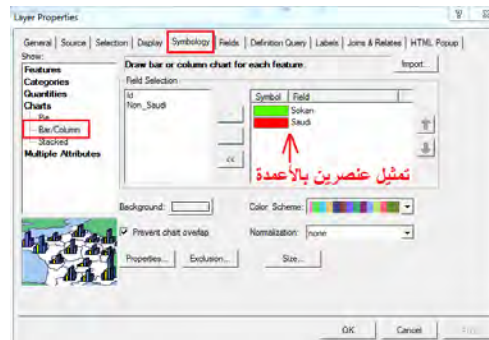 Layer Properties
General | Source | Selection | Display | Symbology | Fields | Definition Query | Labels | Joins & Relates | HTML Popup
Show:
Features
Categories
Quantities
Charts
Pie
Bar/Column
Stacked
Multiple Attributes
Draw bar or column chart for each feature.
Import...
Field Selection
Id
Non_Saudi
<<
Symbol Field
Sokan
Saudi
تمثيل عنصرين بالأعمدة
Background:
Color Scheme:
Prevent chart overlap
Normalization: none
Properties... Exclusion... Size...
OK Cancel